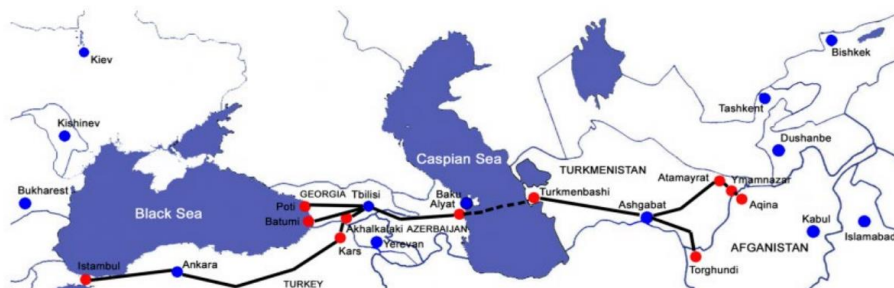 Kiev
Bishkek
Kishinev
Tashkent
Dushanbe
Caspian Sea
TURKMENISTAN
Atamayrat
Ymamnazar
Bukharest
GEORGIA
Tbilisi
Baku
Turkmenbashi
Aqina
Black Sea
Poti
Alyat
Ashgabat
Batumi
Akhalkalaki
AZERBAIJAN
Kabul
Islamabad
Yerevan
AFGANISTAN
Kars
Istambul
Ankara
Torghundi
TURKEY